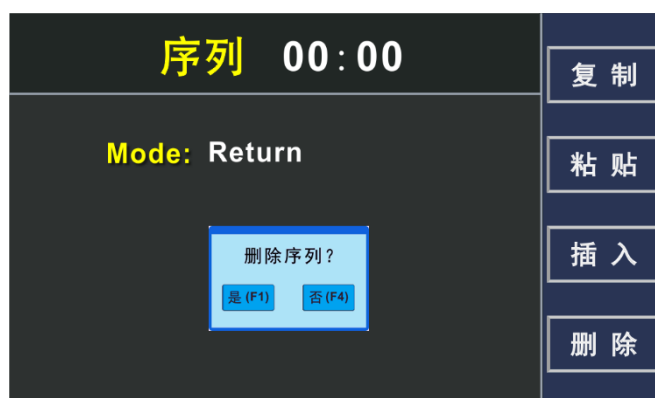 序列 00:00
Mode: Return
删除序列?
是(F1) 否(F4)
复制
粘贴
插入
删除